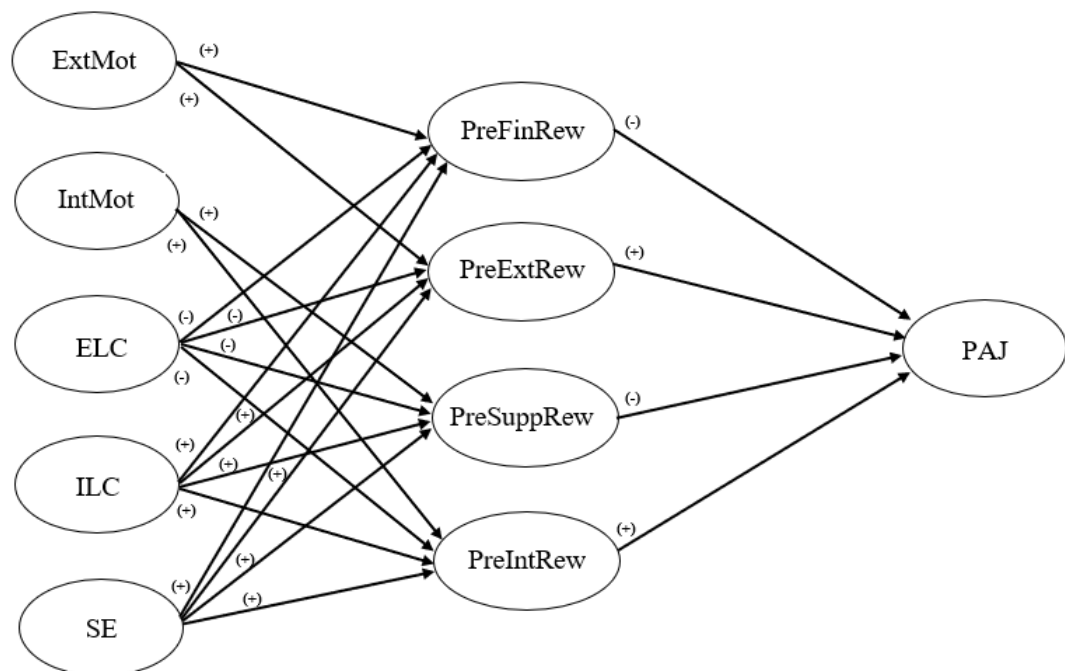 ExtMot
(+)
(+)
PreFinRew
(-)
IntMot
(+)
(+)
PreExtRew
(+)
ELC
(-)
(-)
(-)
(-)
PAJ
PreSuppRew
(-)
ILC
(+)
(+)
(+)
(+)
PreIntRew
(+)
SE
(+)
(+)
(+)
(+)